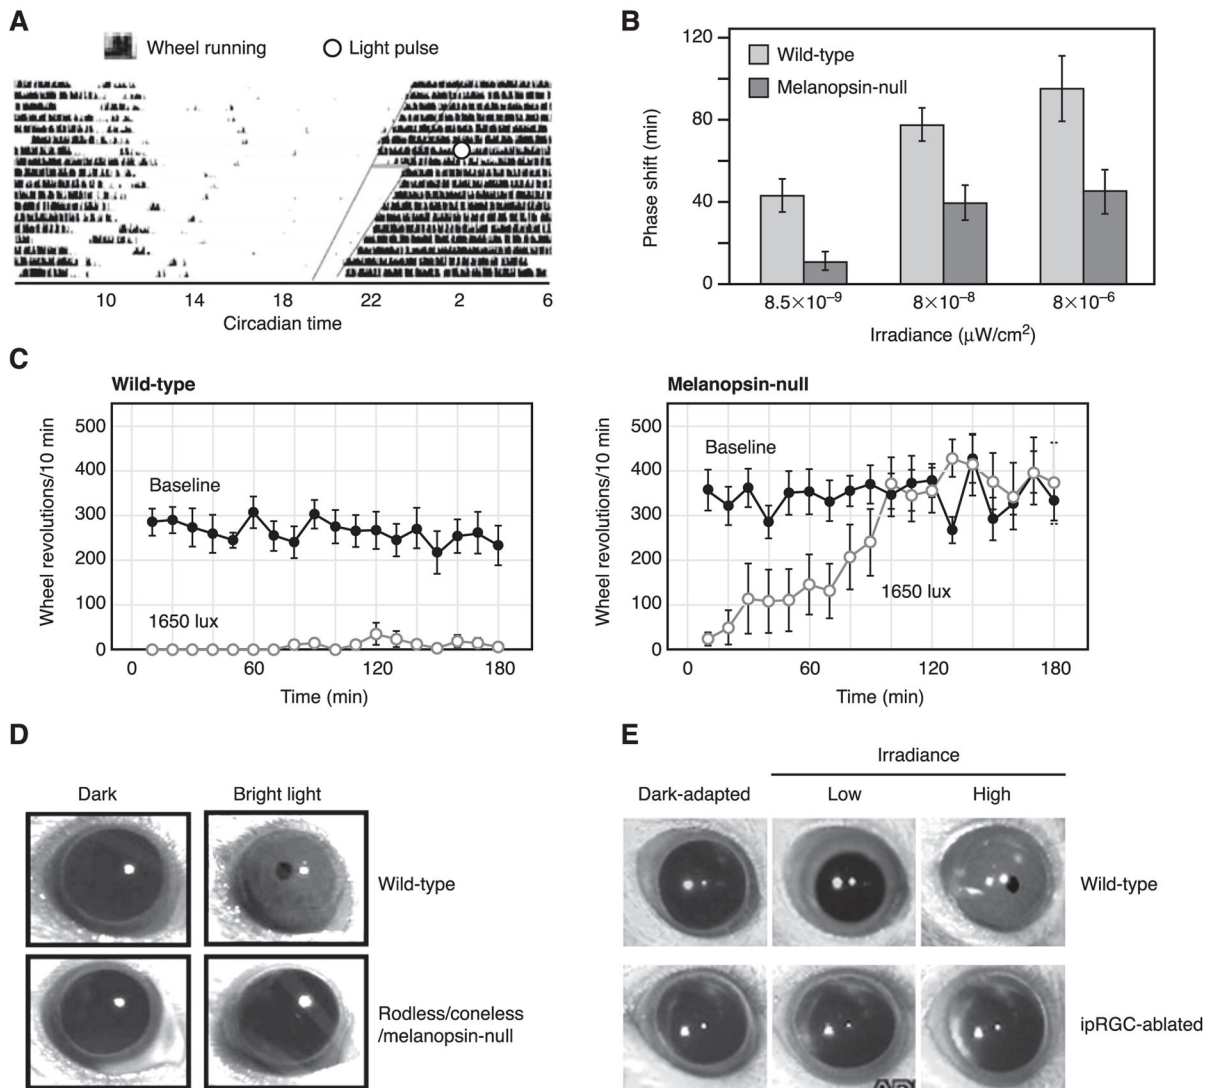 A
Wheel running
Light pulse
10 14 18 22 2 6
Circadian time
B
Wild-type
Melanopsin-null
120
80
40
0
Phase shift (min)
8.5×10⁻⁹ 8×10⁻⁸ 8×10⁻⁶
Irradiance (μW/cm²)
C
Wild-type
500
400
300
200
100
0
Wheel revolutions/10 min
Baseline
1650 lux
0 60 120 180
Time (min)
Melanopsin-null
500
400
300
200
100
0
Wheel revolutions/10 min
Baseline
1650 lux
0 60 120 180
Time (min)
D
Dark Bright light
Wild-type
Rodless/coneless
/melanopsin-null
E
Irradiance
Dark-adapted Low High
Wild-type
ipRGC-ablated